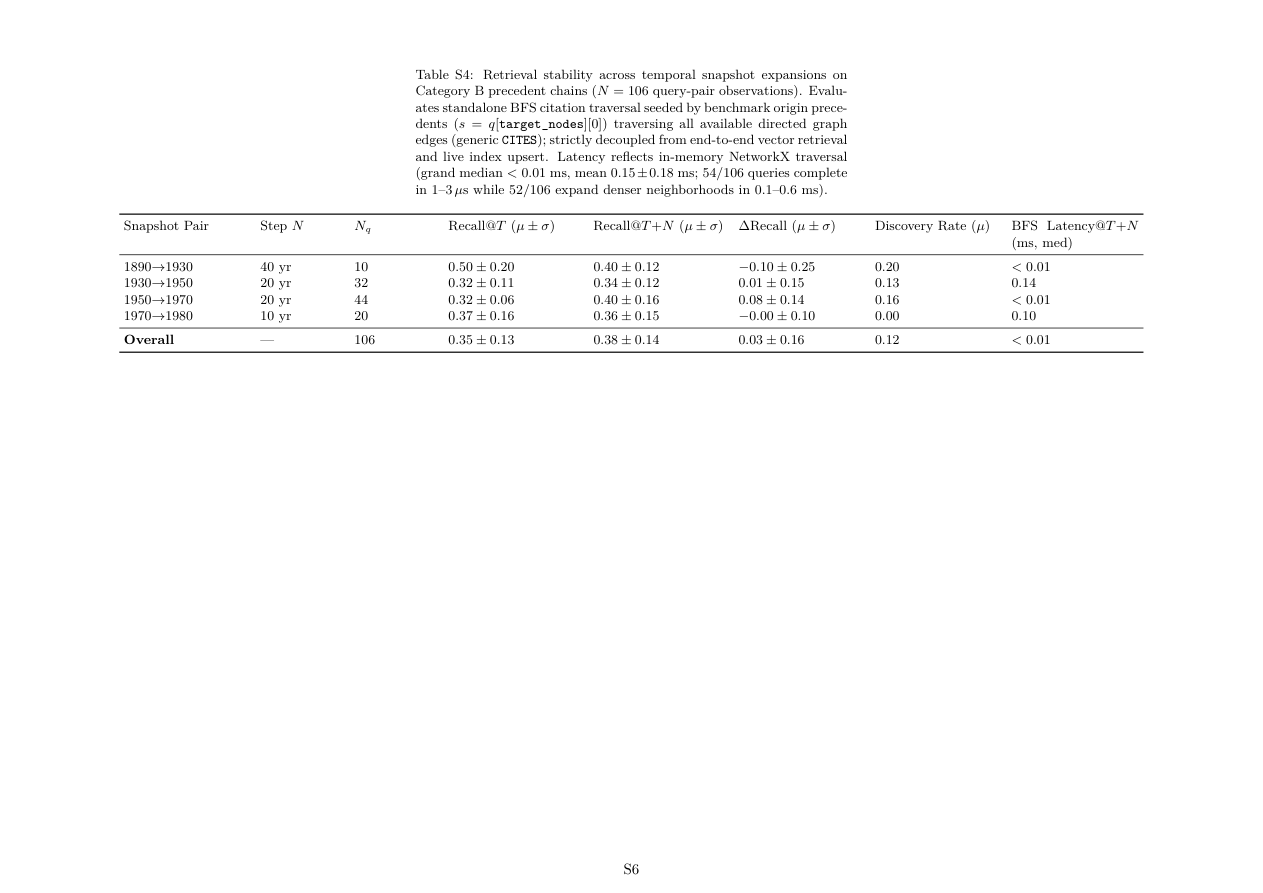 Table S4: Retrieval stability across temporal snapshot expansions on
Category B precedent chains (N = 106 query-pair observations). Evalu-
ates standalone BFS citation traversal seeded by benchmark origin prece-
dents (s = q[target_nodes][0]) traversing all available directed graph
edges (generic CITES); strictly decoupled from end-to-end vector retrieval
and live index upsert. Latency reflects in-memory NetworkX traversal
(grand median < 0.01 ms, mean 0.15 ± 0.18 ms; 54/106 queries complete
in 1–3 μs while 52/106 expand denser neighborhoods in 0.1–0.6 ms).
Snapshot Pair Step N N_q Recall@T (μ ± σ) Recall@T+N (μ ± σ) ΔRecall (μ ± σ) Discovery Rate (μ) BFS Latency@T+N
(ms, med)
1890→1930 40 yr 10 0.50 ± 0.20 0.40 ± 0.12 −0.10 ± 0.25 0.20 < 0.01
1930→1950 20 yr 32 0.32 ± 0.11 0.34 ± 0.12 0.01 ± 0.15 0.13 0.14
1950→1970 20 yr 44 0.32 ± 0.06 0.40 ± 0.16 0.08 ± 0.14 0.16 < 0.01
1970→1980 10 yr 20 0.37 ± 0.16 0.36 ± 0.15 −0.00 ± 0.10 0.00 0.10
Overall — 106 0.35 ± 0.13 0.38 ± 0.14 0.03 ± 0.16 0.12 < 0.01
S6